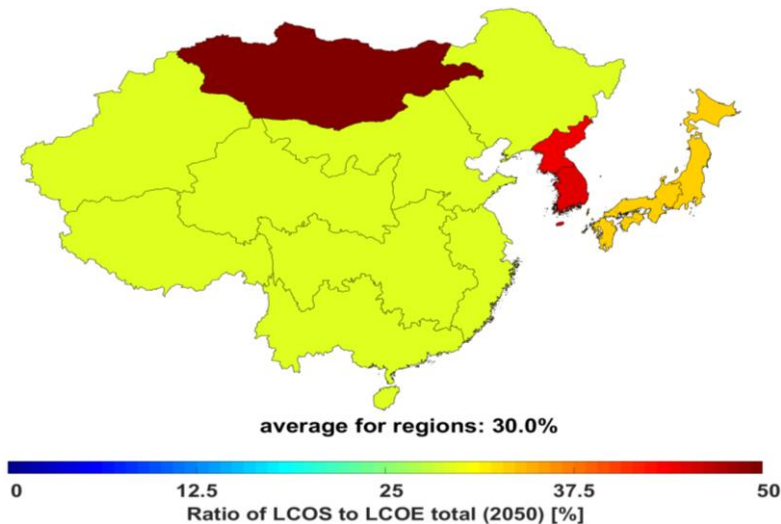 average for regions: 30.0%
0 12.5 25 37.5 50
Ratio of LCOS to LCOE total (2050) [%]